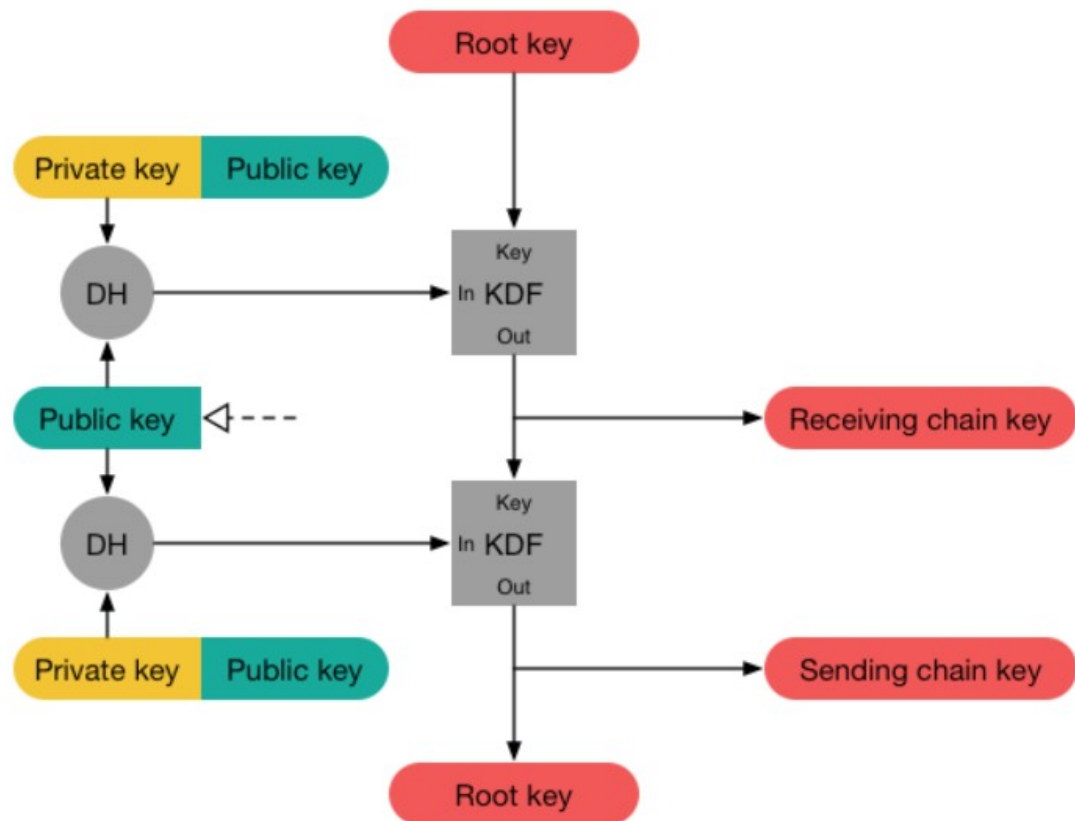 Root key
Private key Public key
Key
DH
In KDF
Out
Public key
Receiving chain key
Key
DH
In KDF
Out
Private key Public key
Sending chain key
Root key